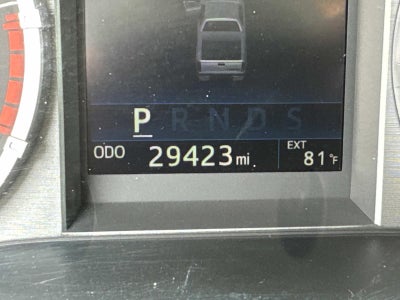 P R N D S
ODO 29423 mi EXT 81°F